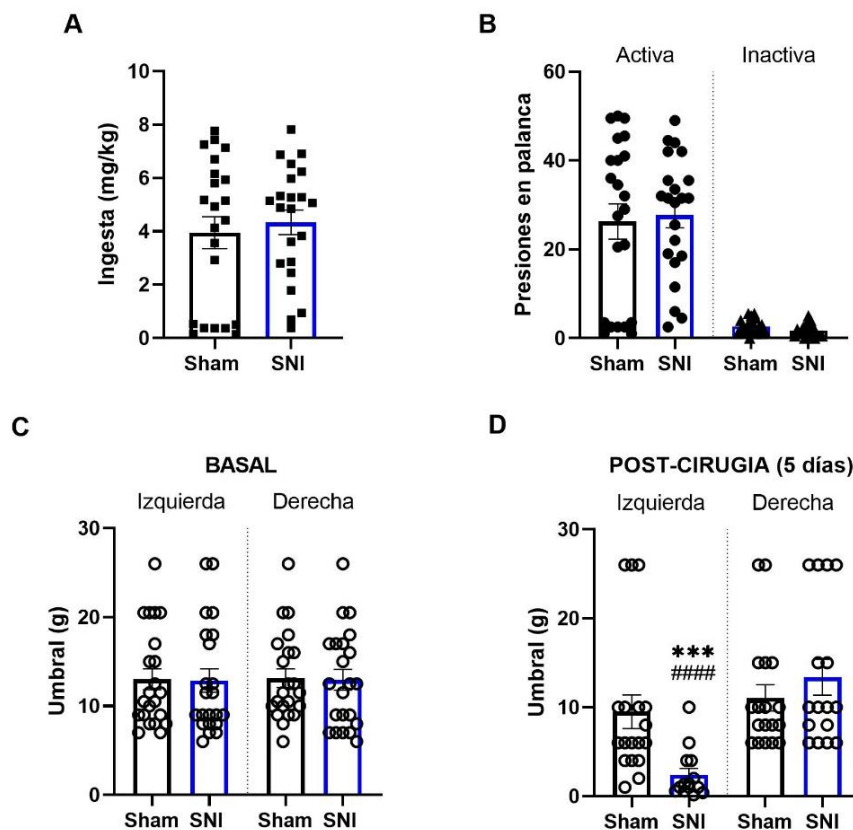 A
Ingesta (mg/kg)
10
8
6
4
2
0
Sham SNI
B
Activa Inactiva
Presiones en palanca
60
40
20
0
Sham SNI Sham SNI
C
BASAL
Izquierda Derecha
Umbral (g)
30
20
10
0
Sham SNI Sham SNI
D
POST-CIRUGIA (5 días)
Izquierda Derecha
Umbral (g)
30
20
10
0
***
####
Sham SNI Sham SNI